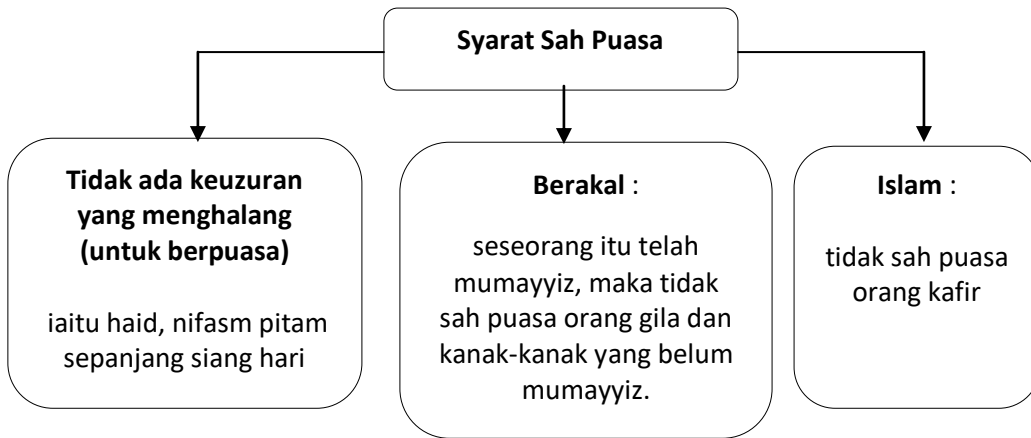 Syarat Sah Puasa
Tidak ada keuzuran
yang menghalang
(untuk berpuasa)
iaitu haid, nifasm pitam
sepanjang siang hari
Berakal :
seseorang itu telah
mumayyiz, maka tidak
sah puasa orang gila dan
kanak-kanak yang belum
mumayyiz.
Islam :
tidak sah puasa
orang kafir